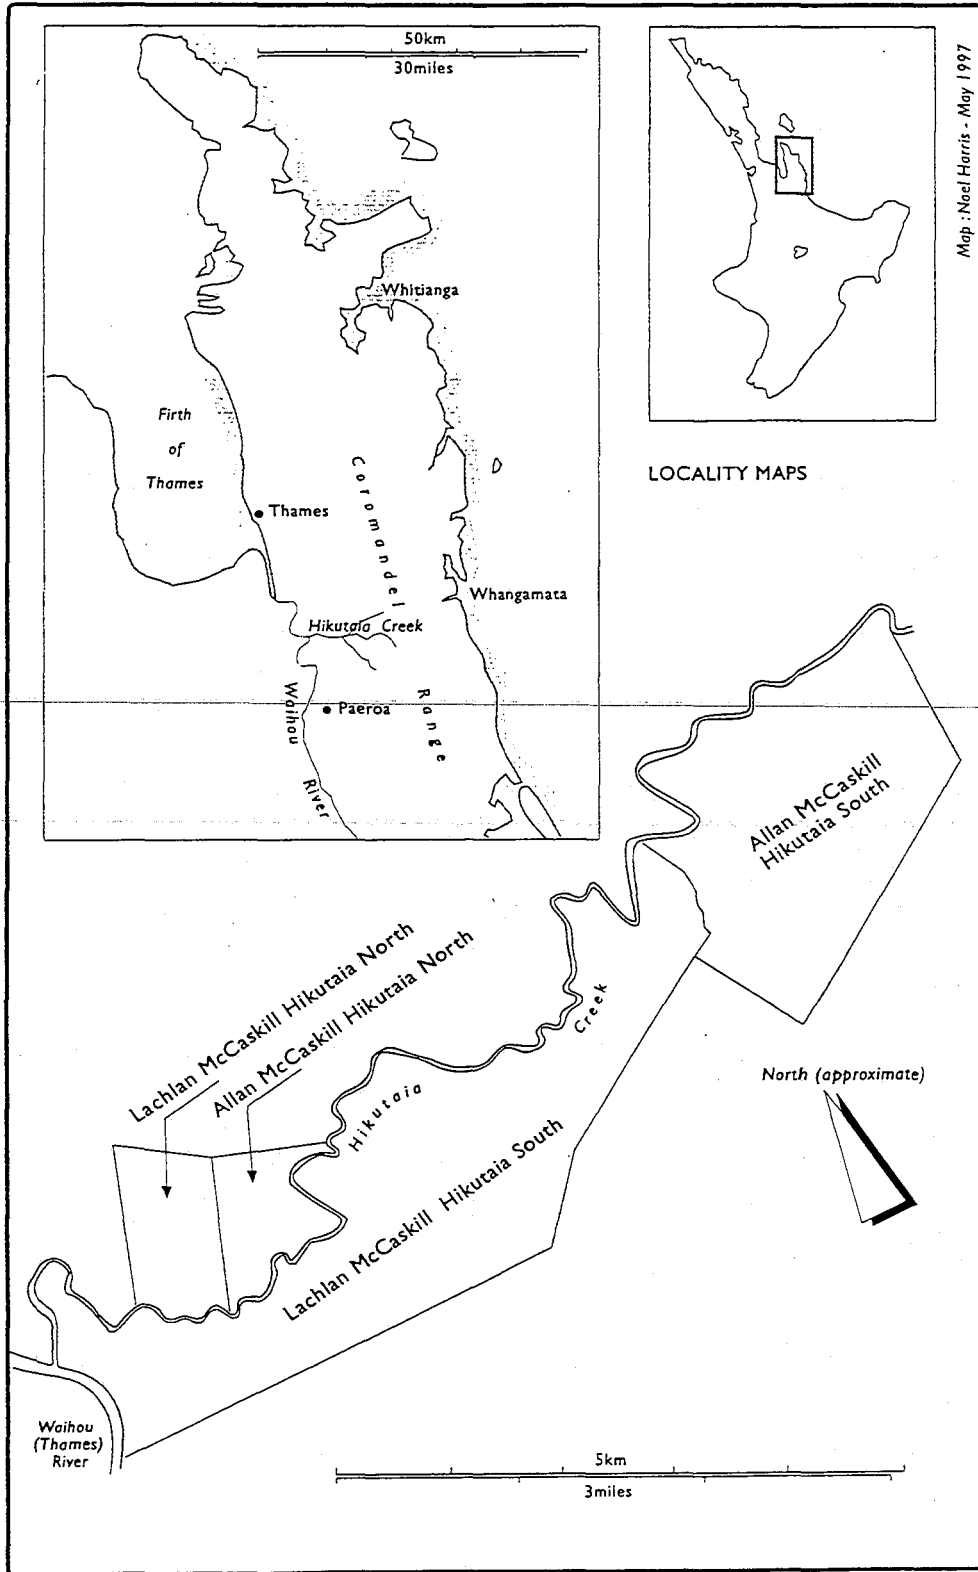 50km
30miles
Map : Noel Harris - May 1997
Whitianga
Firth
of
Thames
LOCALITY MAPS
Thames
Coromandel
Whangamata
Hikutaia Creek
Range
Waihou
Paeroa
River
Allan McCaskill
Hikutaia South
Lachlan McCaskill Hikutaia North
Allan McCaskill Hikutaia North
Creek
North (approximate)
Hikutaia
Lachlan McCaskill Hikutaia South
Waihou
(Thames)
River
5km
3miles